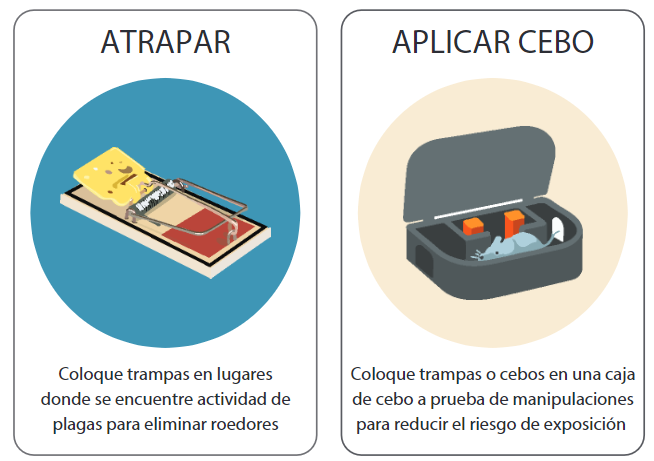 ATRAPAR
Coloque trampas en lugares
donde se encuentre actividad de
plagas para eliminar roedores
APLICAR CEBO
Coloque trampas o cebos en una caja
de cebo a prueba de manipulaciones
para reducir el riesgo de exposición